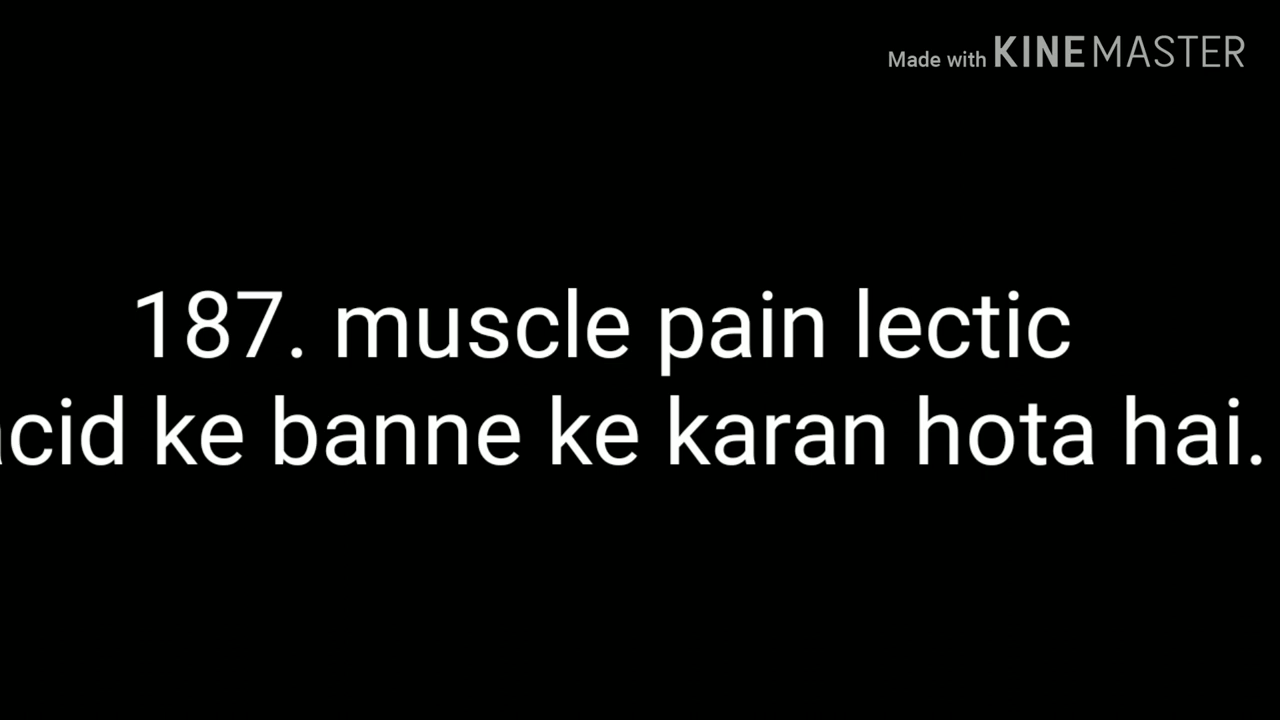 Made with KINEMASTER
187. muscle pain lectic
acid ke banne ke karan hota hai.